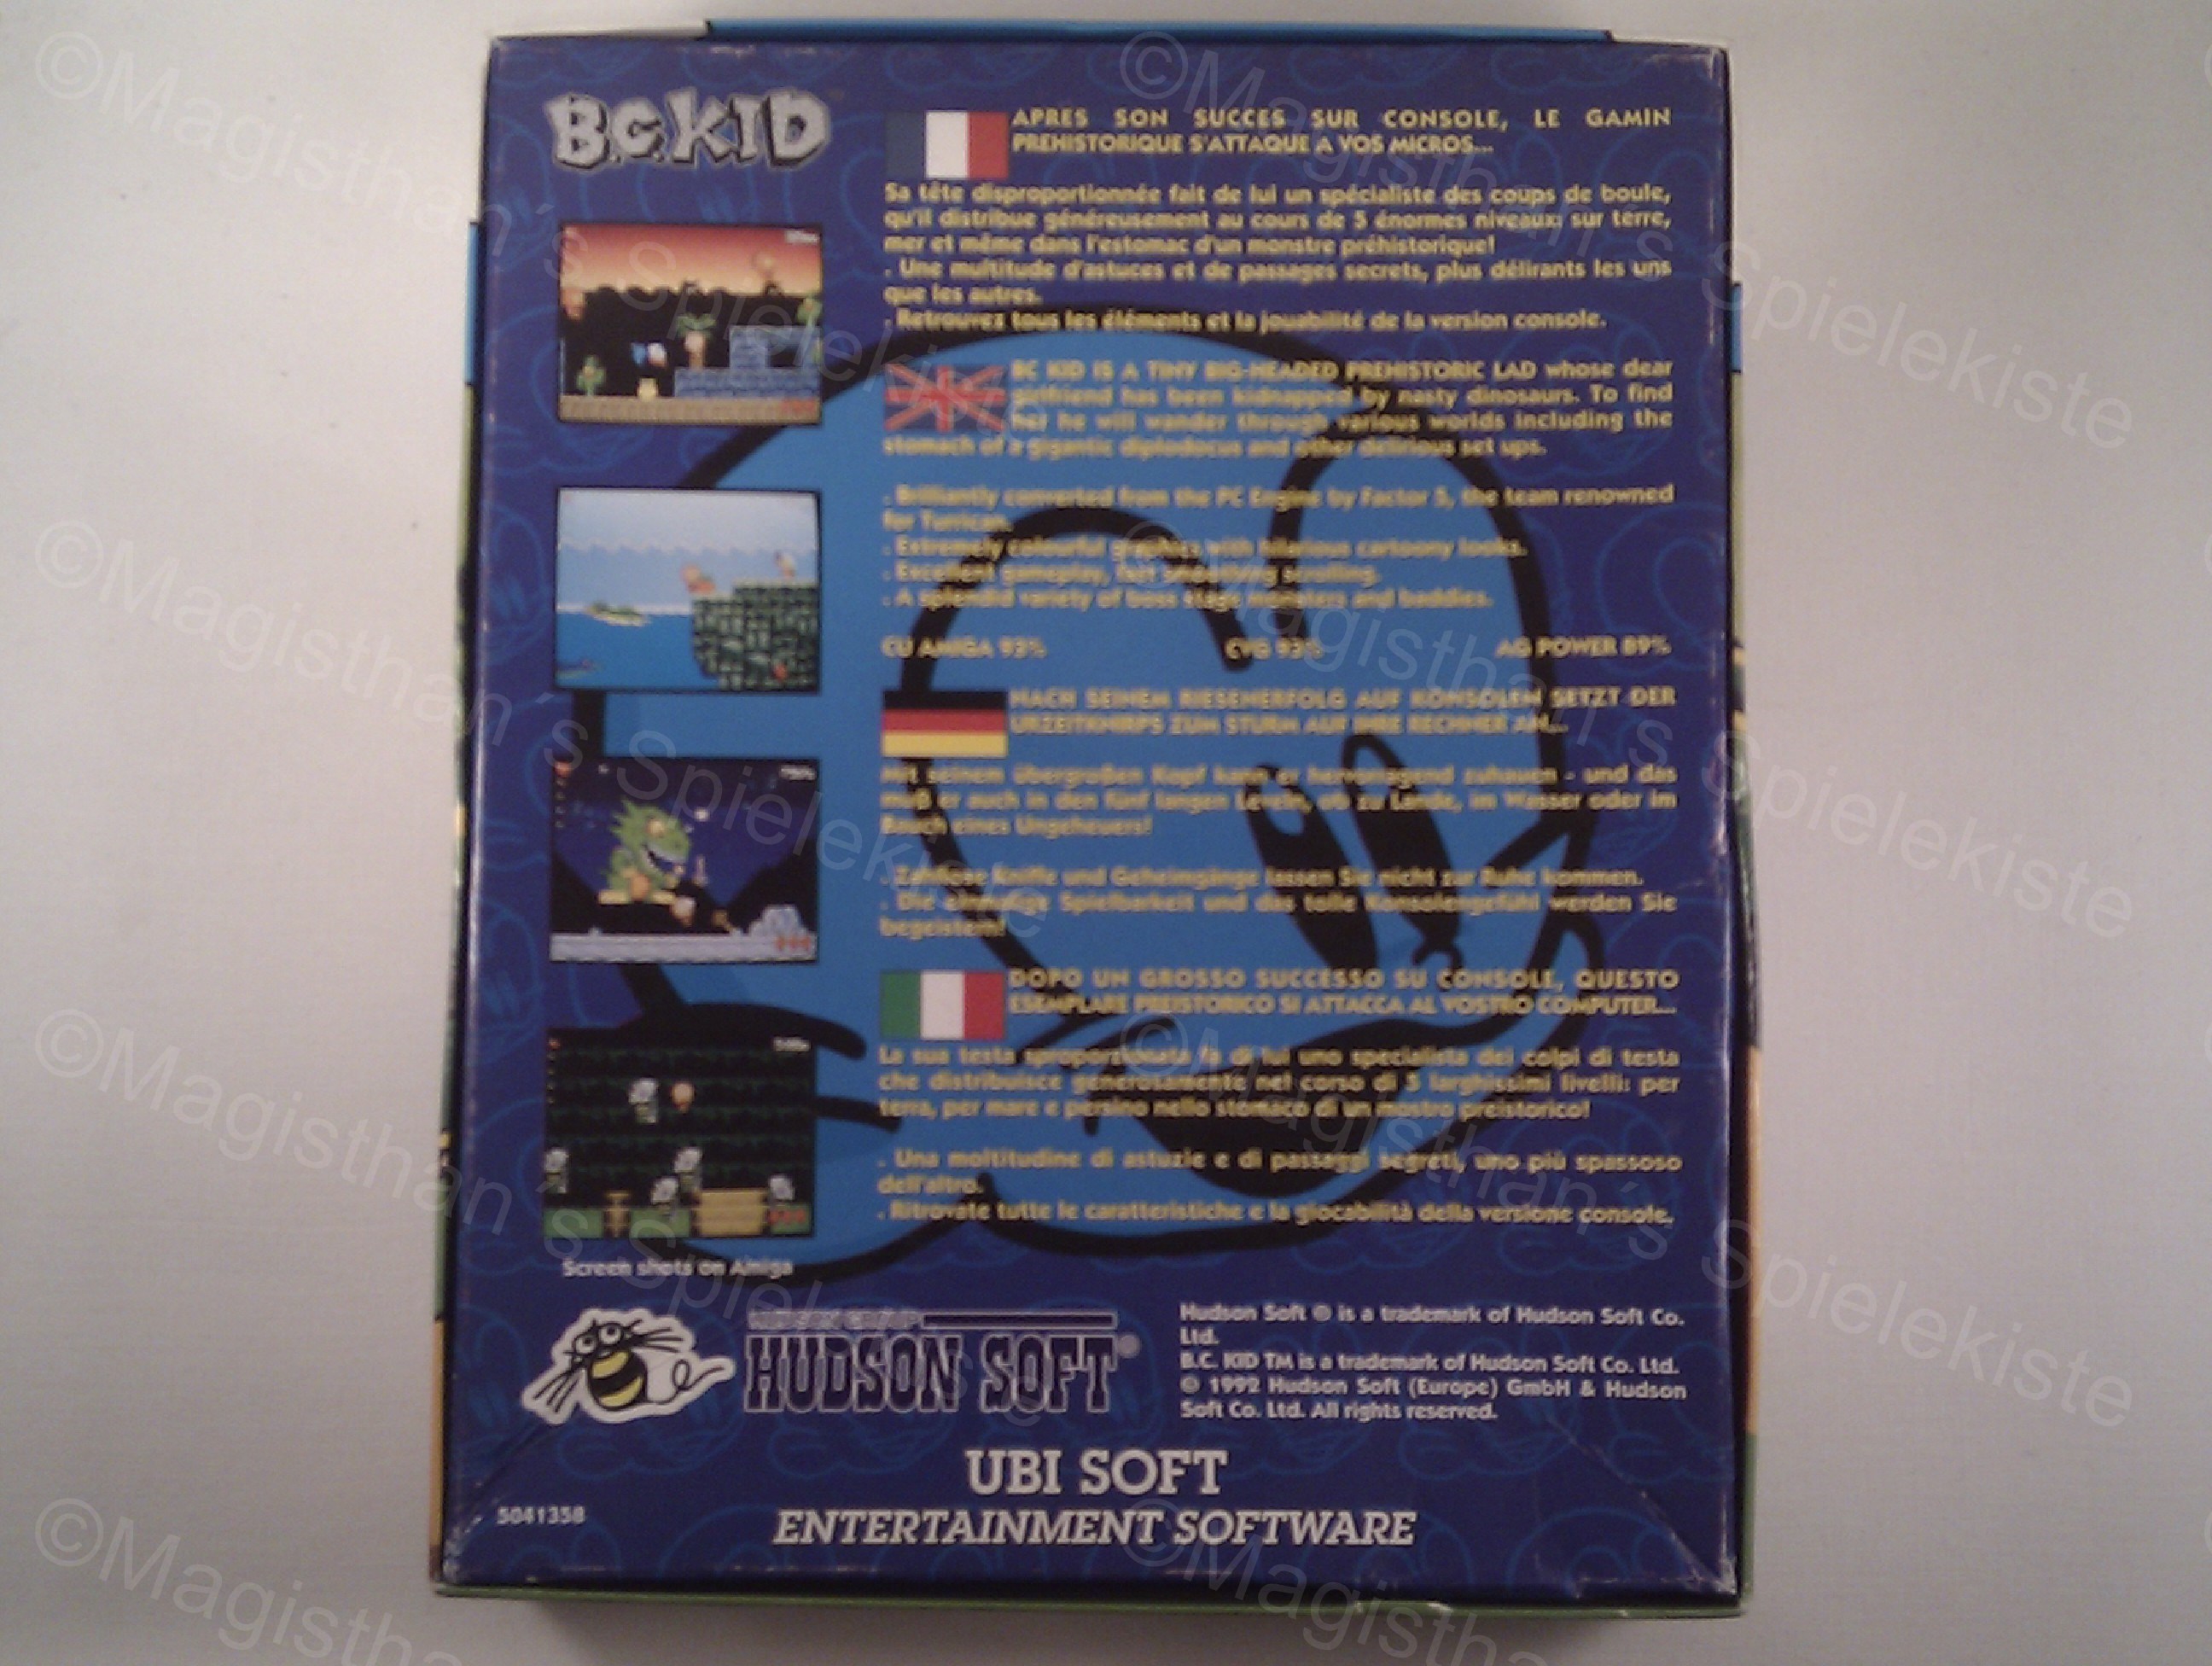 B.C.KID
APRES SON SUCCES SUR CONSOLE, LE GAMIN
PREHISTORIQUE S'ATTAQUE A VOS MICROS...
Sa tête disproportionnée fait de lui un spécialiste des coups de boule,
qu'il distribue généreusement au cours de 5 énormes niveaux: sur terre,
mer et même dans l'estomac d'un monstre préhistorique!
. Une multitude d'astuces et de passages secrets, plus délirants les uns
que les autres.
. Retrouvez tous les éléments et la jouabilité de la version console.
BC KID IS A TINY BIG-HEADED PREHISTORIC LAD whose dear
girlfriend has been kidnapped by nasty dinosaurs. To find
her he will wander through various worlds including the
stomach of a gigantic diplodocus and other delirious set ups.
. Brilliantly converted from the PC Engine by Factor 5, the team renowned
for Turrican.
. Extremely colourful graphics with hilarious cartoony looks.
. Excellent gameplay, fast smoothing scrolling.
. A splendid variety of boss stage monsters and baddies.
CU AMIGA 93% CVG 93% AG POWER 89%
NACH SEINEM RIESENERFOLG AUF KONSOLEN SETZT DER
URZEITKNIRPS ZUM STURM AUF IHRE RECHNER AN...
Mit seinem übergroßen Kopf kann er hervorragend zuhauen - und das
muß er auch in den fünf langen Leveln, ob zu Lande, im Wasser oder im
Bauch eines Ungeheuers!
. Zahllose Kniffe und Geheimgänge lassen Sie nicht zur Ruhe kommen.
. Die einmalige Spielbarkeit und das tolle Konsolengefühl werden Sie
begeistern!
DOPO UN GROSSO SUCCESSO SU CONSOLE, QUESTO
ESEMPLARE PREISTORICO SI ATTACCA AL VOSTRO COMPUTER...
La sua testa sproporzionata fa di lui uno specialista dei colpi di testa
che distribuisce generosamente nel corso di 5 larghissimi livelli: per
terra, per mare e persino nello stomaco di un mostro preistorico!
. Una moltitudine di astuzie e di passaggi segreti, uno più spassoso
dell'altro.
. Ritrovate tutte le caratteristiche e la giocabilità della versione console.
Screen shots on Amiga
HUDSON GROUP
HUDSON SOFT®
Hudson Soft ® is a trademark of Hudson Soft Co.
Ltd.
B.C. KID TM is a trademark of Hudson Soft Co. Ltd.
© 1992 Hudson Soft (Europe) GmbH & Hudson
Soft Co. Ltd. All rights reserved.
UBI SOFT
ENTERTAINMENT SOFTWARE
5041358
©Magisthan´s Spielekiste